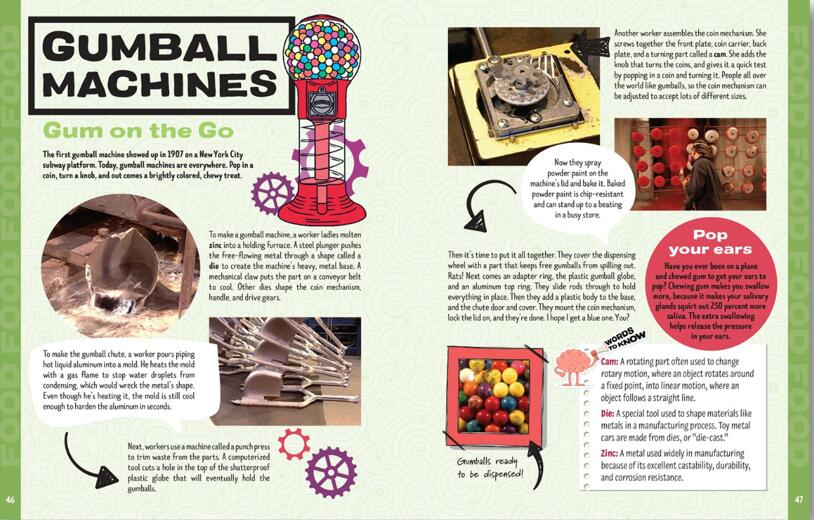 GUMBALL
MACHINES
Gum on the Go
The first gumball machine showed up in 1907 on a New York City
subway platform. Today, gumball machines are everywhere. Pop in a
coin, turn a knob, and out comes a brightly colored, chewy treat.
To make a gumball machine, a worker ladles molten
zinc into a holding furnace. A steel plunger pushes
the free-flowing metal through a shape called a
die to create the machine's heavy, metal base. A
mechanical claw puts the part on a conveyor belt
to cool. Other dies shape the coin mechanism,
handle, and drive gears.
To make the gumball chute, a worker pours piping
hot liquid aluminum into a mold. He heats the mold
with a gas flame to stop water droplets from
condensing, which would wreck the metal's shape.
Even though he's heating it, the mold is still cool
enough to harden the aluminum in seconds.
Next, workers use a machine called a punch press
to trim waste from the parts. A computerized
tool cuts a hole in the top of the shatterproof
plastic globe that will eventually hold the
gumballs.
46
FOOD FOOD FOOD
Another worker assembles the coin mechanism. She
screws together the front plate, coin carrier, back
plate, and a turning part called a cam. She adds the
knob that turns the coins, and gives it a quick test
by popping in a coin and turning it. People all over
the world like gumballs, so the coin mechanism can
be adjusted to accept lots of different sizes.
Now they spray
powder paint on the
machine's lid and bake it. Baked
powder paint is chip-resistant
and can stand up to a beating
in a busy store.
Then it's time to put it all together. They cover the dispensing
wheel with a part that keeps free gumballs from spilling out.
Rats! Next comes an adapter ring, the plastic gumball globe,
and an aluminum top ring. They slide rods through to hold
everything in place. Then they add a plastic body to the base,
and the chute door and cover. They mount the coin mechanism,
lock the lid on, and they're done. I hope I get a blue one. You?
Pop
your ears
Have you ever been on a plane
and chewed gum to get your ears to
pop? Chewing gum makes you swallow
more, because it makes your salivary
glands squirt out 250 percent more
saliva. The extra swallowing
helps release the pressure
in your ears.
Gumballs ready
to be dispensed!
WORDS
TO KNOW
Cam: A rotating part often used to change
rotary motion, where an object rotates around
a fixed point, into linear motion, where an
object follows a straight line.
Die: A special tool used to shape materials like
metals in a manufacturing process. Toy metal
cars are made from dies, or "die-cast."
Zinc: A metal used widely in manufacturing
because of its excellent castability, durability,
and corrosion resistance.
47
FOOD FOOD FOOD